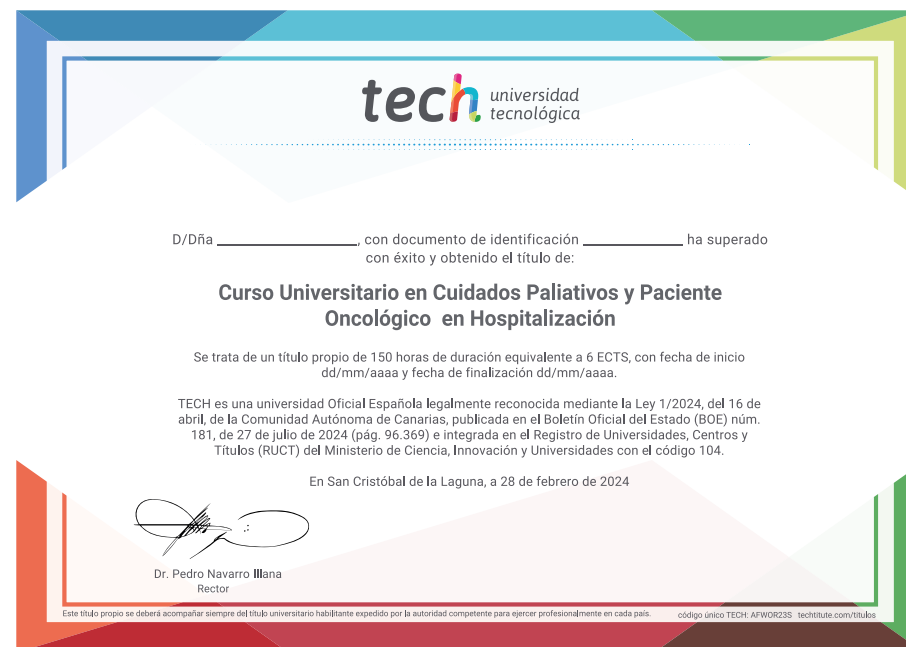 tech universidad
tecnológica
D/Dña ____________________, con documento de identificación ______________ ha superado
con éxito y obtenido el título de:
Curso Universitario en Cuidados Paliativos y Paciente
Oncológico en Hospitalización
Se trata de un título propio de 150 horas de duración equivalente a 6 ECTS, con fecha de inicio
dd/mm/aaaa y fecha de finalización dd/mm/aaaa.
TECH es una universidad Oficial Española legalmente reconocida mediante la Ley 1/2024, del 16 de
abril, de la Comunidad Autónoma de Canarias, publicada en el Boletín Oficial del Estado (BOE) núm.
181, de 27 de julio de 2024 (pág. 96.369) e integrada en el Registro de Universidades, Centros y
Títulos (RUCT) del Ministerio de Ciencia, Innovación y Universidades con el código 104.
En San Cristóbal de la Laguna, a 28 de febrero de 2024
Dr. Pedro Navarro Illana
Rector
Este título propio se deberá acompañar siempre del título universitario habilitante expedido por la autoridad competente para ejercer profesionalmente en cada país.
código único TECH: AFWOR23S techtitute.com/titulos